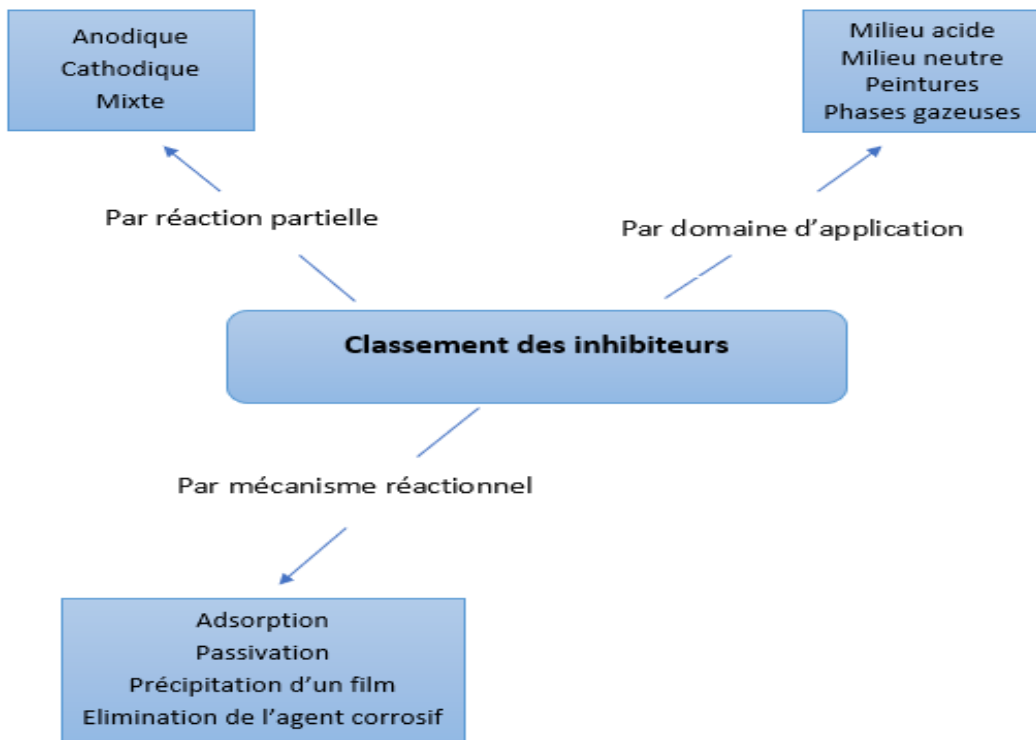 Anodique
Cathodique
Mixte
Milieu acide
Milieu neutre
Peintures
Phases gazeuses
Par réaction partielle
Par domaine d’application
Classement des inhibiteurs
Par mécanisme réactionnel
Adsorption
Passivation
Précipitation d’un film
Elimination de l’agent corrosif